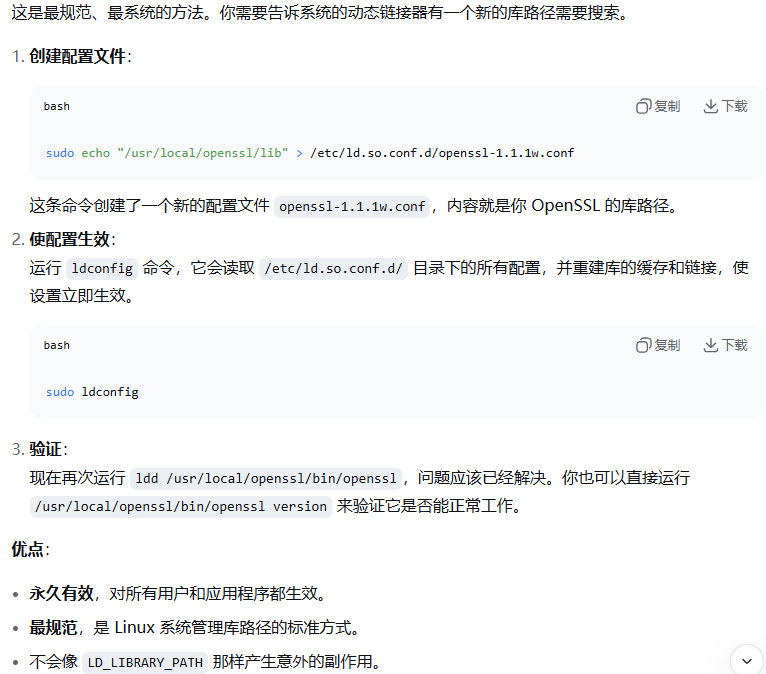 这是最规范、最系统的方法。你需要告诉系统的动态链接器有一个新的库路径需要搜索。
1. 创建配置文件：
bash 复制 下载
sudo echo "/usr/local/openssl/lib" > /etc/ld.so.conf.d/openssl-1.1.1w.conf
这条命令创建了一个新的配置文件 openssl-1.1.1w.conf，内容就是你 OpenSSL 的库路径。
2. 使配置生效：
运行 ldconfig 命令，它会读取 /etc/ld.so.conf.d/ 目录下的所有配置，并重建库的缓存和链接，使
设置立即生效。
bash 复制 下载
sudo ldconfig
3. 验证：
现在再次运行 ldd /usr/local/openssl/bin/openssl，问题应该已经解决。你也可以直接运行
/usr/local/openssl/bin/openssl version 来验证它是否能正常工作。
优点：
• 永久有效，对所有用户和应用程序都生效。
• 最规范，是 Linux 系统管理库路径的标准方式。
• 不会像 LD_LIBRARY_PATH 那样产生意外的副作用。